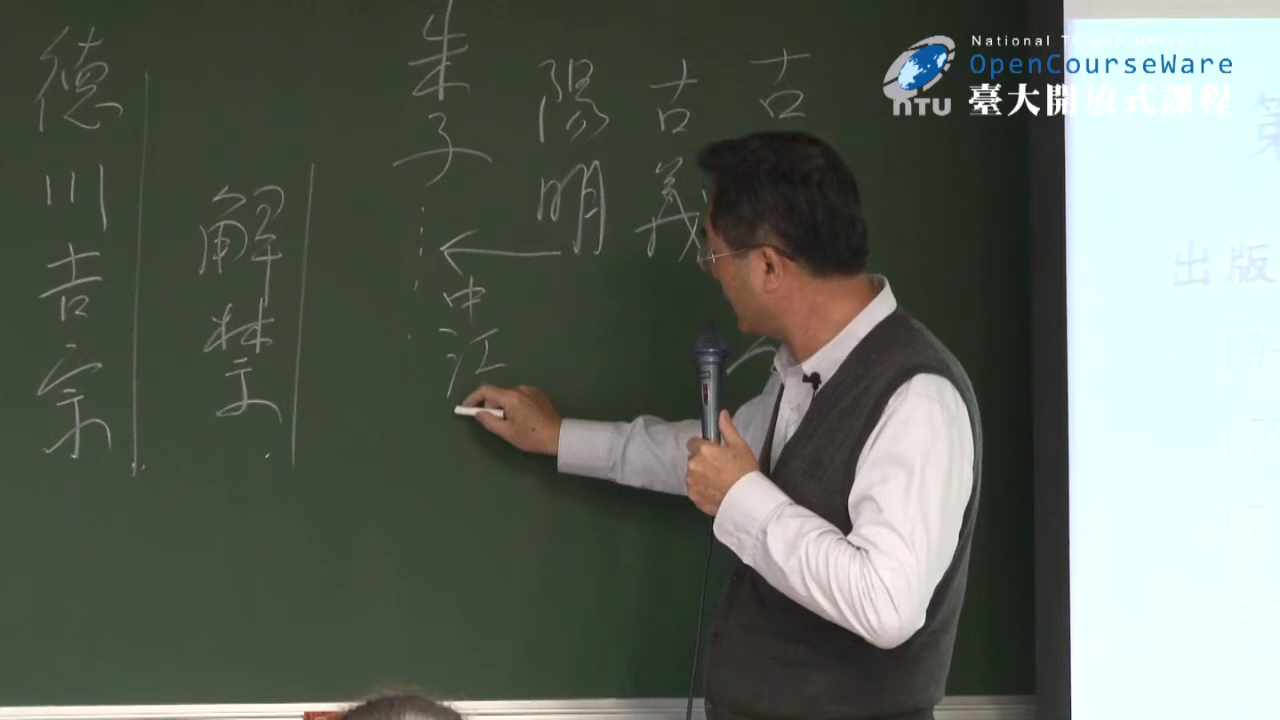 National Taiwan University
OpenCourseWare
NTU
臺大開放式課程
德川吉宗
解禁
朱子
中江
陽明
古義
古
出版